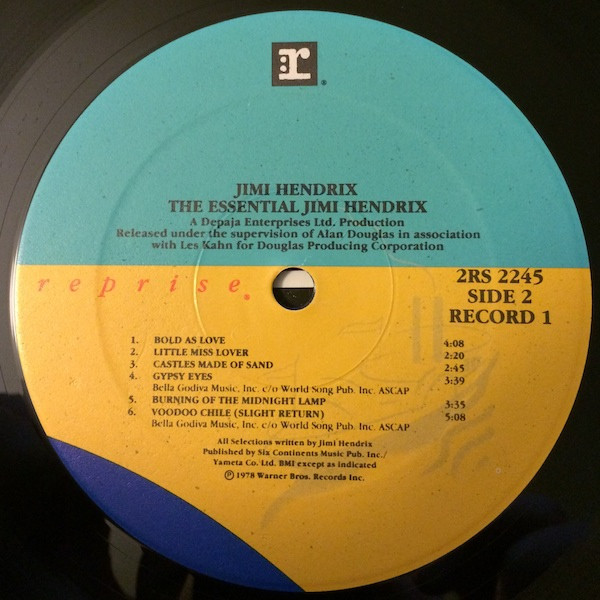 r®
JIMI HENDRIX
THE ESSENTIAL JIMI HENDRIX
A Depaja Enterprises Ltd. Production
Released under the supervision of Alan Douglas in association
with Les Kahn for Douglas Producing Corporation
reprise
2RS 2245
SIDE 2
RECORD 1
1. BOLD AS LOVE 4:08
2. LITTLE MISS LOVER 2:20
3. CASTLES MADE OF SAND 2:45
4. GYPSY EYES 3:39
Bella Godiva Music, Inc. c/o World Song Pub. Inc. ASCAP
5. BURNING OF THE MIDNIGHT LAMP 3:35
6. VOODOO CHILE (SLIGHT RETURN) 5:08
Bella Godiva Music, Inc. c/o World Song Pub. Inc. ASCAP
All Selections written by Jimi Hendrix
Published by Six Continents Music Pub. Inc./
Yameta Co. Ltd. BMI except as indicated
℗1978 Warner Bros. Records Inc.